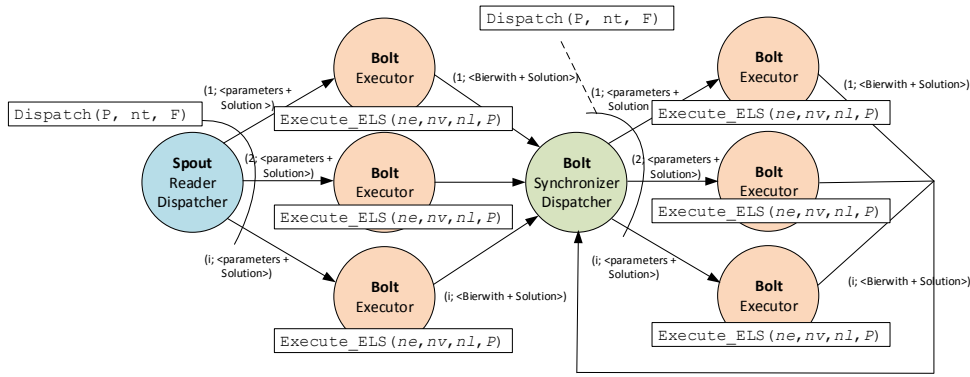 Dispatch(P, nt, F)
Bolt
Executor
(1; <parameters +
Solution >)
Execute_ELS(ne,nv,nl,P)
(1; <Bierwith + Solution>)
Dispatch(P, nt, F)
Bolt
Executor
(1; <parameters +
Solution
Execute_ELS(ne,nv,nl,P)
(1; <Bierwith + Solution>)
Spout
Reader
Dispatcher
(2; <parameters +
Solution>)
Bolt
Executor
Execute_ELS(ne,nv,nl,P)
Bolt
Synchronizer
Dispatcher
(2; <parameters +
Solution>)
Bolt
Executor
Execute_ELS(ne,nv,nl,P)
(i; <parameters +
Solution>)
Bolt
Executor
Execute_ELS(ne,nv,nl,P)
(i; <Bierwith + Solution>)
(i; <parameters +
Solution>)
Bolt
Executor
Execute_ELS(ne,nv,nl,P)
(i; <Bierwith + Solution>)